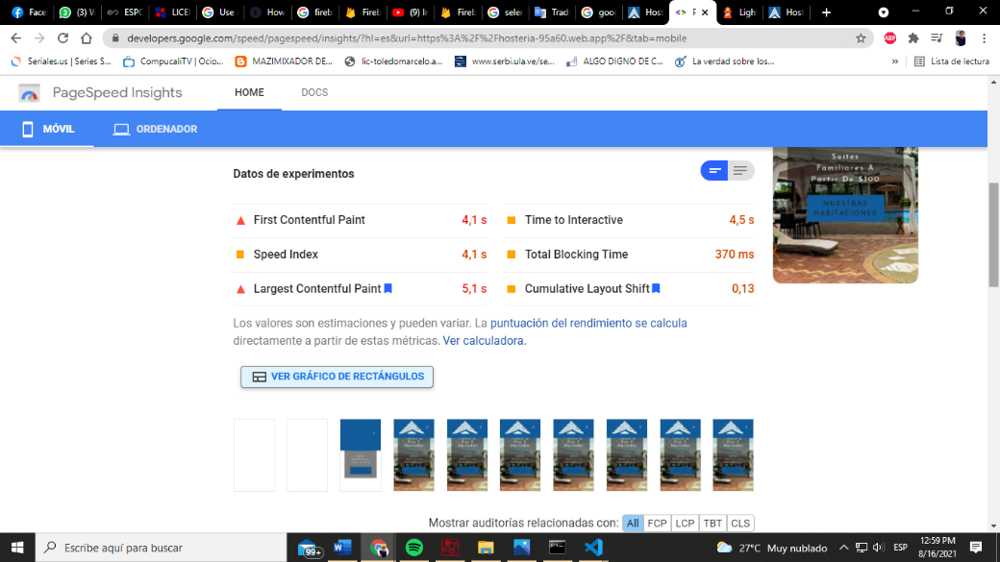 Faceb
(3) W
ESPO
LICEN
Use (
How
fireb
Fireb
(9) In
Fireb
selen
Trad
goo
Host
P
Ligh
Host
developers.google.com/speed/pagespeed/insights/?hl=es&url=https%3A%2F%2Fhosteria-95a60.web.app%2F&tab=mobile
Seriales.us | Series S...
CompucaliTV | Ocio...
MAZIMIXADOR DE...
lic-toledomarcelo.a...
www.serbi.ula.ve/se...
ALGO DIGNO DE C...
La verdad sobre los...
»
Lista de lectura
PageSpeed Insights
HOME
DOCS
MÓVIL
ORDENADOR
Suites
Familiares A
Partir De $100
NUESTRAS
HABITACIONES
Datos de experimentos
First Contentful Paint 4,1 s
Time to Interactive 4,5 s
Speed Index 4,1 s
Total Blocking Time 370 ms
Largest Contentful Paint 5,1 s
Cumulative Layout Shift 0,13
Los valores son estimaciones y pueden variar. La puntuación del rendimiento se calcula
directamente a partir de estas métricas. Ver calculadora.
VER GRÁFICO DE RECTÁNGULOS
Mostrar auditorías relacionadas con: All FCP LCP TBT CLS
Escribe aquí para buscar
99+
27°C Muy nublado
ESP
12:59 PM
8/16/2021